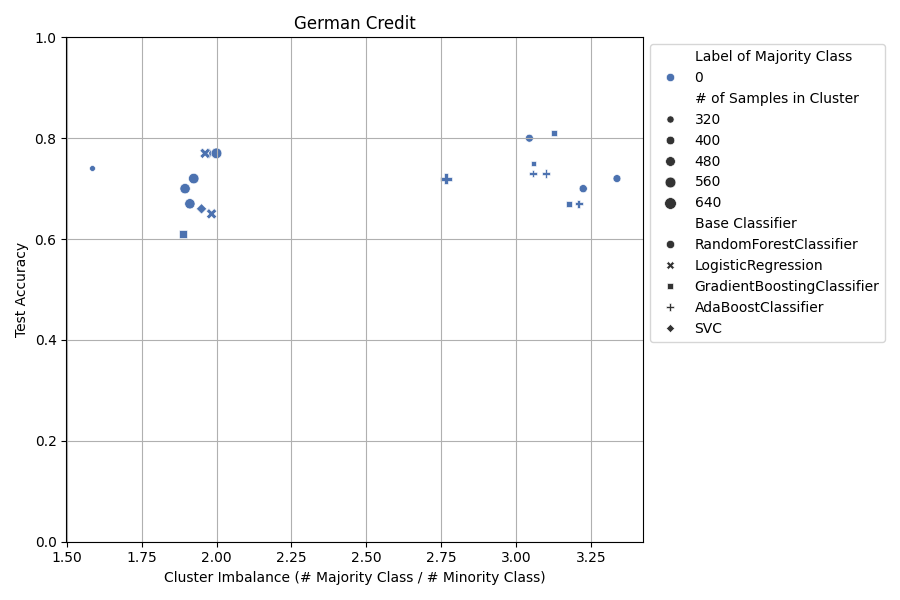 German Credit
1.0
0.8
0.6
0.4
0.2
0.0
Test Accuracy
1.50 1.75 2.00 2.25 2.50 2.75 3.00 3.25
Cluster Imbalance (# Majority Class / # Minority Class)
Label of Majority Class
0
# of Samples in Cluster
320
400
480
560
640
Base Classifier
RandomForestClassifier
LogisticRegression
GradientBoostingClassifier
AdaBoostClassifier
SVC